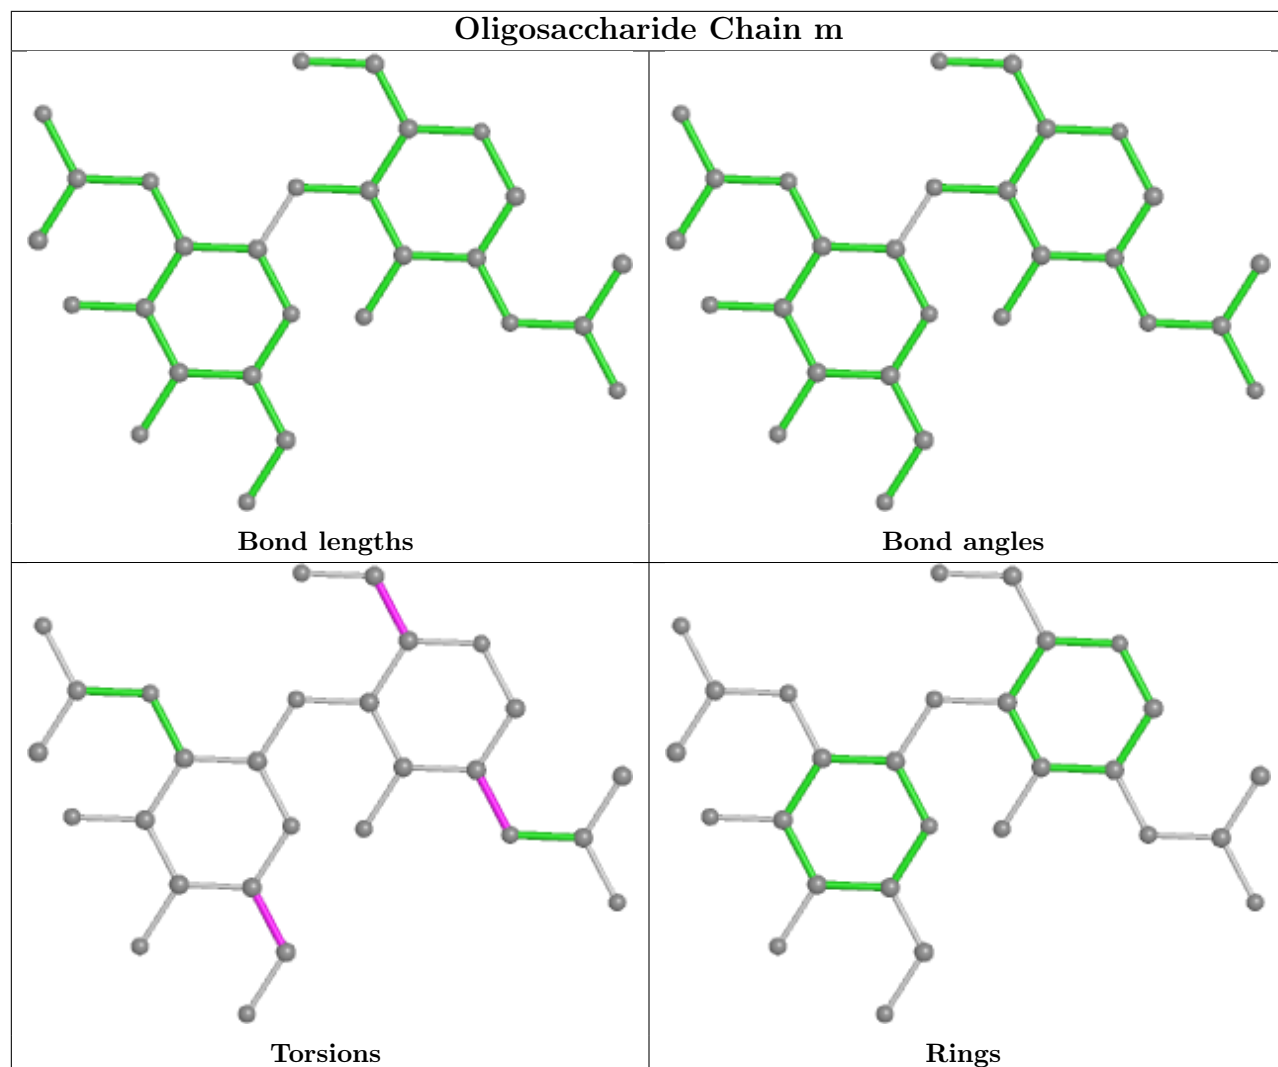 Oligosaccharide Chain m
Bond lengths
Bond angles
Torsions
Rings